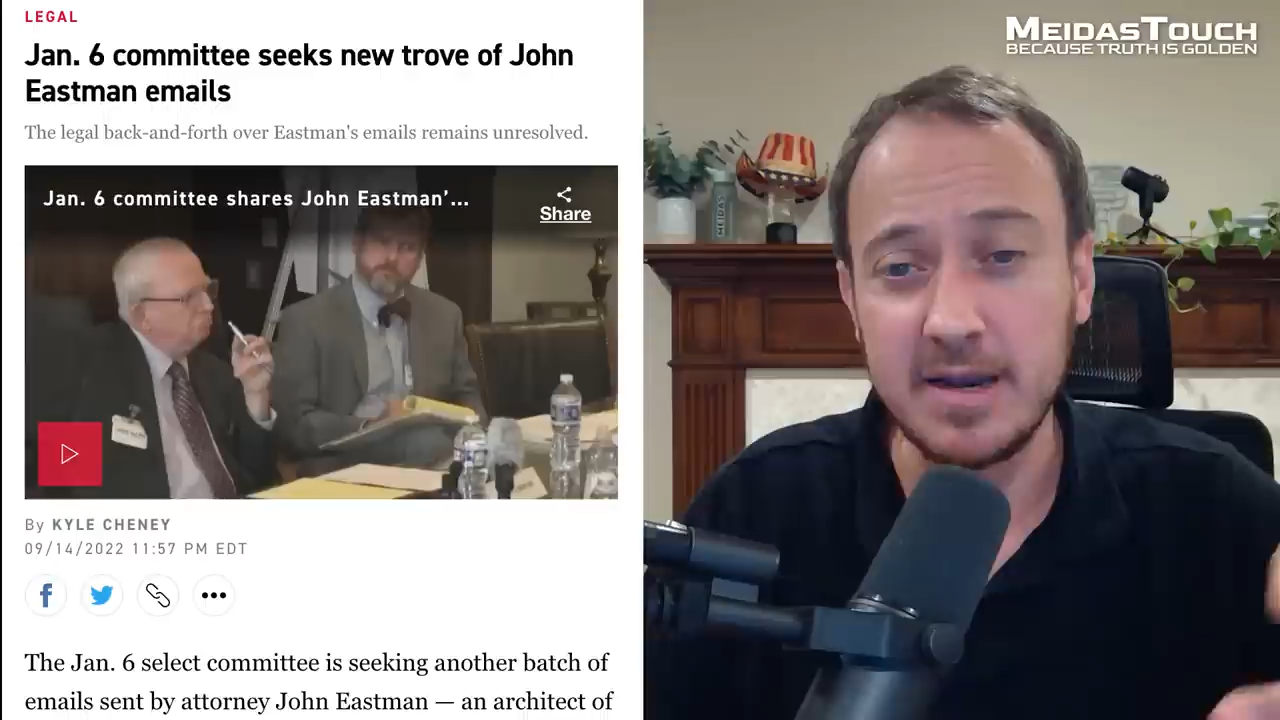 LEGAL
Jan. 6 committee seeks new trove of John
Eastman emails
The legal back-and-forth over Eastman's emails remains unresolved.
Jan. 6 committee shares John Eastman’...
Share
By KYLE CHENEY
09/14/2022 11:57 PM EDT
The Jan. 6 select committee is seeking another batch of
emails sent by attorney John Eastman — an architect of
MEIDASTOUCH
BECAUSE TRUTH IS GOLDEN
MEIDAS